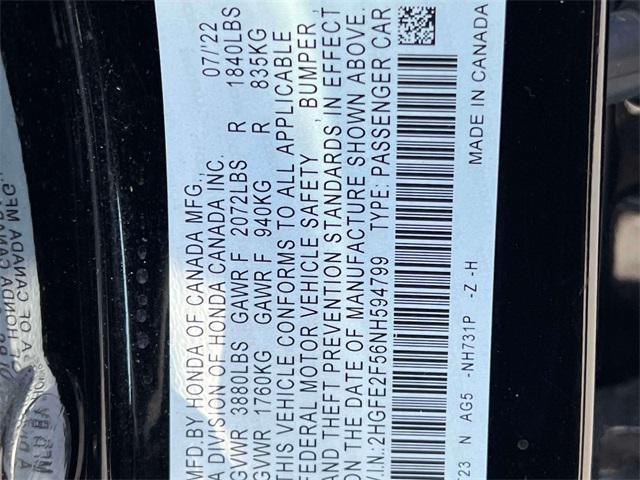 MFD.BY HONDA OF CANADA MFG., 07/'22
A DIVISION OF HONDA CANADA INC.
GVWR 3880LBS GAWR F 2072LBS R 1840LBS
GVWR 1760KG GAWR F 940KG R 835KG
THIS VEHICLE CONFORMS TO ALL APPLICABLE
FEDERAL MOTOR VEHICLE SAFETY , BUMPER ,
AND THEFT PREVENTION STANDARDS IN EFFECT
ON THE DATE OF MANUFACTURE SHOWN ABOVE.
V.I.N.: 2HGFE2F56NH594799 TYPE: PASSENGER CAR
T23 N AG5 -NH731P -Z -H MADE IN CANADA